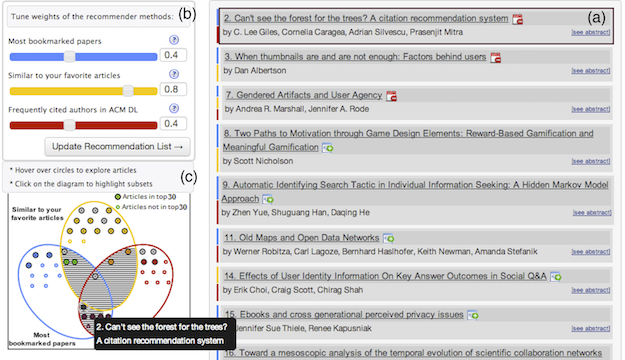 (b)
Tune weights of the recommender methods:
Most bookmarked papers
0.4
Similar to your favorite articles
0.8
Frequently cited authors in ACM DL
0.4
Update Recommendation List →
* Hover over circles to explore articles
* Click on the diagram to highlight subsets
(c)
Articles in top30
Articles not in top30
Similar to your
favorite articles
Most
bookmarked papers
2. Can't see the forest for the trees?
A citation recommendation system
(a)
2. Can't see the forest for the trees? A citation recommendation system
by C. Lee Giles, Cornelia Caragea, Adrian Silvescu, Prasenjit Mitra
[see abstract]
3. When thumbnails are and are not enough: Factors behind users
by Dan Albertson
[see abstract]
7. Gendered Artifacts and User Agency
by Andrea R. Marshall, Jennifer A. Rode
[see abstract]
8. Two Paths to Motivation through Game Design Elements: Reward-Based Gamification and
Meaningful Gamification
by Scott Nicholson
[see abstract]
9. Automatic Identifying Search Tactic in Individual Information Seeking: A Hidden Markov Model
Approach
by Zhen Yue, Shuguang Han, Daqing He
[see abstract]
11. Old Maps and Open Data Networks
by Werner Robitza, Carl Lagoze, Bernhard Haslhofer, Keith Newman, Amanda Stefanik
[see abstract]
14. Effects of User Identity Information On Key Answer Outcomes in Social Q&A
by Erik Choi, Craig Scott, Chirag Shah
[see abstract]
15. Ebooks and cross generational perceived privacy issues
Jennifer Sue Thiele, Renee Kapusniak
[see abstract]
16. Toward a mesoscopic analysis of the temporal evolution of scientific collaboration networks